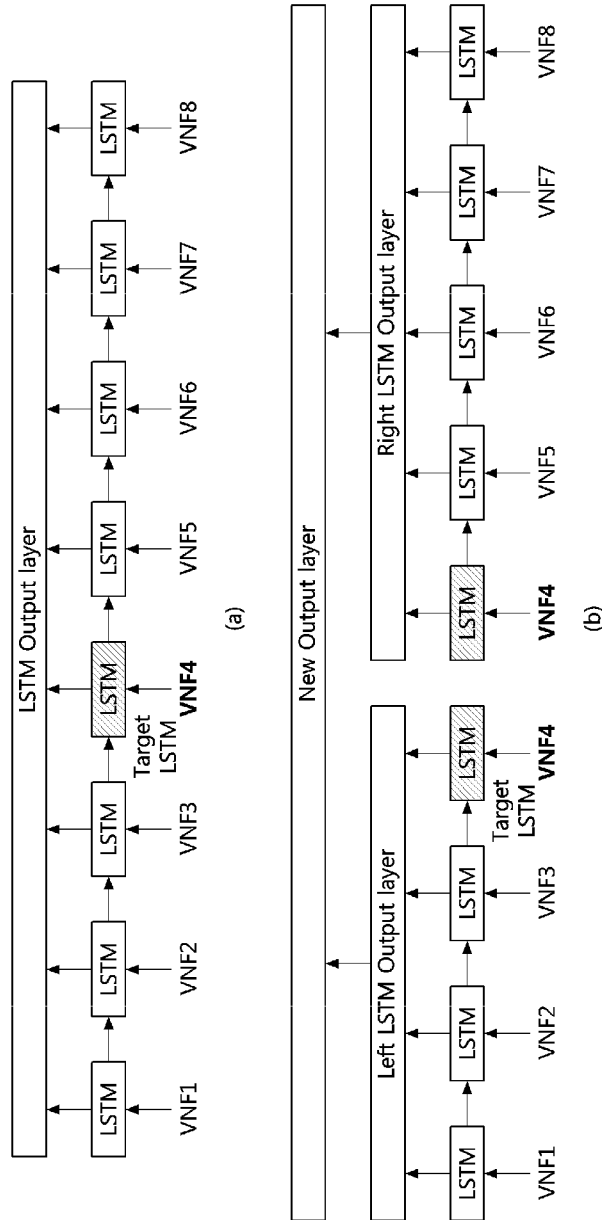 LSTM Output layer
LSTM LSTM LSTM LSTM LSTM LSTM LSTM LSTM
Target
LSTM
VNF1 VNF2 VNF3 VNF4 VNF5 VNF6 VNF7 VNF8
(a)
New Output layer
Left LSTM Output layer
Right LSTM Output layer
LSTM LSTM LSTM LSTM LSTM LSTM LSTM LSTM LSTM
Target
LSTM
VNF1 VNF2 VNF3 VNF4 VNF4 VNF5 VNF6 VNF7 VNF8
(b)